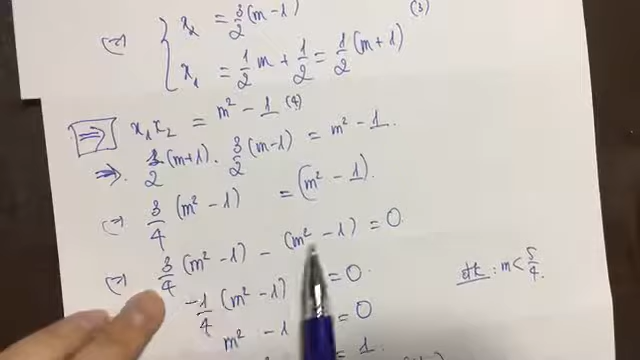 ⇔ { x₂ = 3/2 (m-1) (3)
x₁ = 1/2 m + 1/2 = 1/2 (m+1)
⇒ x₁x₂ = m² - 1 (4)
⇒ 1/2 (m+1) . 3/2 (m-1) = m² - 1.
⇔ 3/4 (m² - 1) = (m² - 1).
⇔ 3/4 (m² - 1) - (m² - 1) = 0
-1/4 (m² - 1) = 0.
đk : m < 5/4.
m² - 1 = 0
= 1